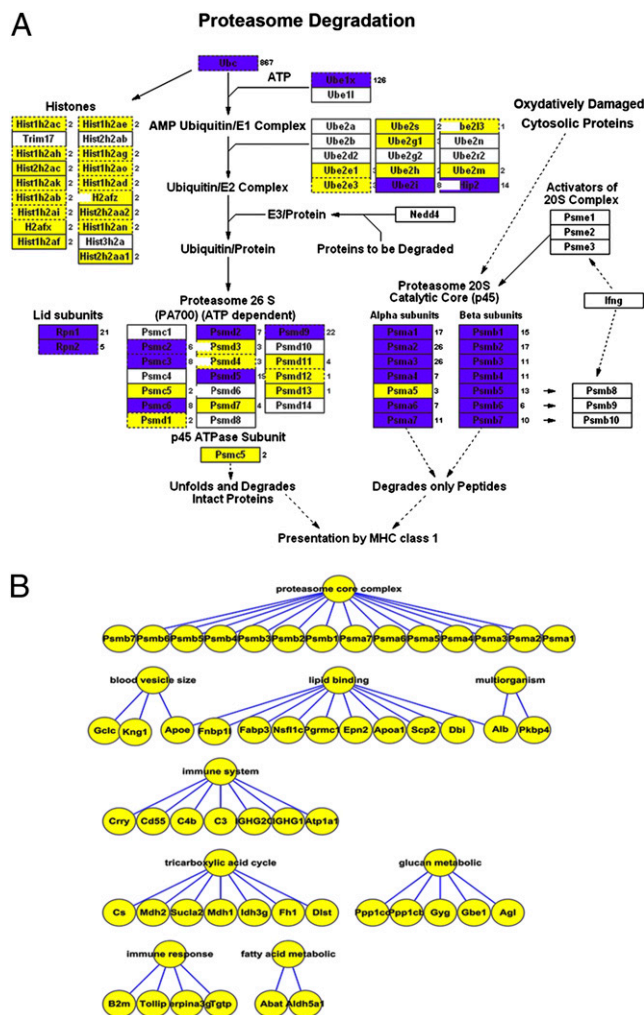 A
Proteasome Degradation
Ubc 867
ATP
Ube1x 126
Ube1l
Histones
Hist1h2ac 2 Hist1h2ae 2
Trim17 Hist2h2ab
Hist1h2ah 2 Hist1h2ag 2
Hist2h2ac 2 Hist1h2ao 2
Hist1h2ak 2 Hist1h2ad 2
Hist1h2ab 2 H2afz 2
Hist1h2ai 2 Hist2h2aa2 2
H2afx 2 Hist1h2an 2
Hist1h2af 2 Hist3h2a
Hist2h2aa1 2
AMP Ubiquitin/E1 Complex
Ube2a Ube2s 2 be2l3 1
Ube2b Ube2g1 Ube2n
Ube2d2 Ube2g2 Ube2r2
Ube2e1 Ube2h Ube2m 2
Ube2e3 Ube2i 8 Hip2 14
Oxydatively Damaged
Cytosolic Proteins
Ubiquitin/E2 Complex
E3/Protein
Nedd4
Proteins to be Degraded
Ubiquitin/Protein
Activators of
20S Complex
Psme1
Psme2
Psme3
Ifng
Lid subunits
Rpn1 21
Rpn2 5
Proteasome 26 S
(PA700) (ATP dependent)
Psmc1 Psmd2 7 Psmd9 22
Psmc2 6 Psmd3 3 Psmd10
Psmc3 8 Psmd4 3 Psmd11 4
Psmc4 Psmd5 15 Psmd12 1
Psmc5 2 Psmd6 Psmd13 1
Psmc6 8 Psmd7 4 Psmd14
Psmd1 2 Psmd8
p45 ATPase Subunit
Psmc5 2
Proteasome 20S
Catalytic Core (p45)
Alpha subunits Beta subunits
Psma1 17 Psmb1 15
Psma2 26 Psmb2 17
Psma3 26 Psmb3 11
Psma4 7 Psmb4 11
Psma5 3 Psmb5 13 Psmb8
Psma6 7 Psmb6 6 Psmb9
Psma7 11 Psmb7 10 Psmb10
Unfolds and Degrades
Intact Proteins
Degrades only Peptides
Presentation by MHC class 1
B
proteasome core complex
Psmb7 Psmb6 Psmb5 Psmb4 Psmb3 Psmb2 Psmb1 Psma7 Psma6 Psma5 Psma4 Psma3 Psma2 Psma1
blood vesicle size lipid binding multiorganism
Gclc Kng1 Apoe Fnbp1l Fabp3 Nsfl1c Pgrmc1 Epn2 Apoa1 Scp2 Dbi Alb Pkbp4
immune system
Crry Cd55 C4b C3 Atp1a1
tricarboxylic acid cycle glucan metabolic
Cs Mdh2 Sucla2 Mdh1 Idh3g Fh1 Dlst Ppp1cc Ppp1cb Gyg Gbe1 Agl
immune response fatty acid metabolic
B2m Tollip erpina3g Tgtp Abat Aldh5a1